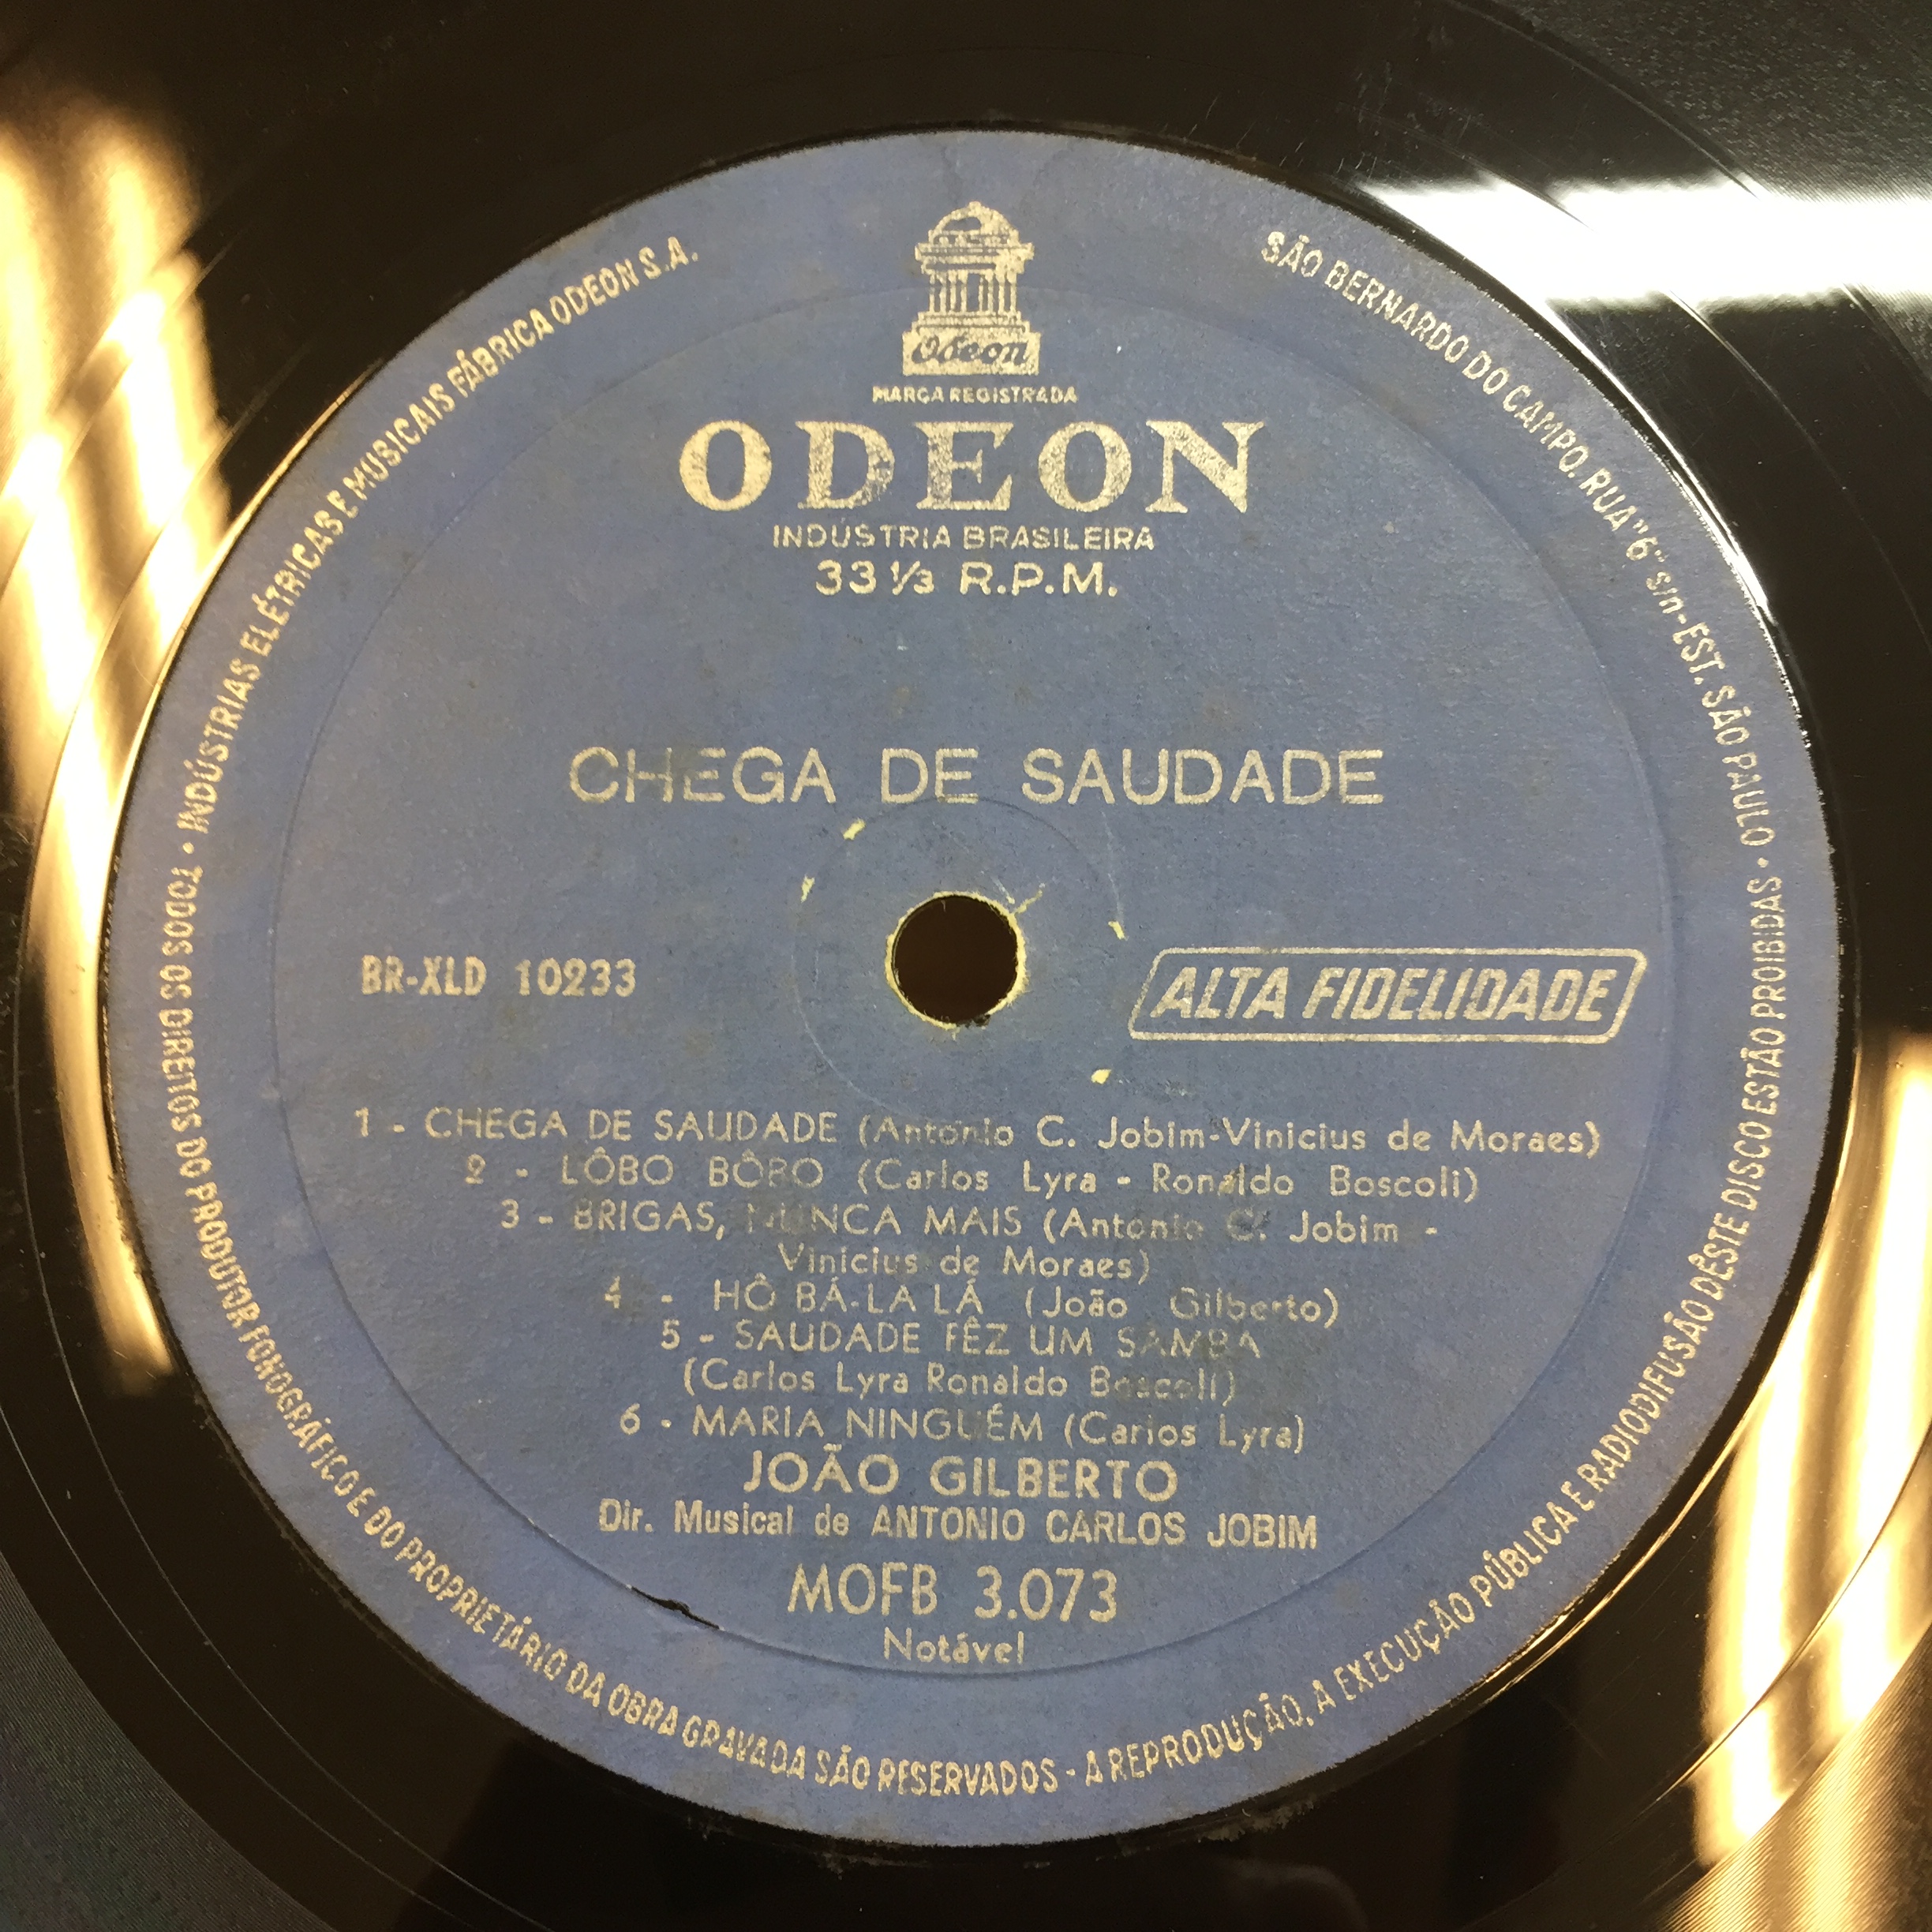 Odeon
MARCA REGISTRADA
ODEON
INDÚSTRIA BRASILEIRA
33 1/3 R.P.M.
CHEGA DE SAUDADE
BR-XLD 10233
ALTA FIDELIDADE
1 - CHEGA DE SAUDADE (Antonio C. Jobim-Vinicius de Moraes)
2 - LÔBO BÔBO (Carlos Lyra - Ronaldo Boscoli)
3 - BRIGAS, NUNCA MAIS (Antonio C. Jobim -
Vinicius de Moraes)
4 - HÔ BÁ-LA LÁ (João Gilberto)
5 - SAUDADE FÊZ UM SAMBA
(Carlos Lyra Ronaldo Boscoli)
6 - MARIA NINGUÉM (Carlos Lyra)
JOÃO GILBERTO
Dir. Musical de ANTONIO CARLOS JOBIM
MOFB 3.073
Notável
INDÚSTRIAS ELÉTRICAS E MUSICAIS FÁBRICA ODEON S.A.
SÃO BERNARDO DO CAMPO, RUA "6" s/n - EST. SÃO PAULO •
TODOS OS DIREITOS DO PRODUTOR FONOGRÁFICO E DO PROPRIETÁRIO DA OBRA GRAVADA SÃO RESERVADOS - A REPRODUÇÃO, A EXECUÇÃO PÚBLICA E RADIODIFUSÃO DÊSTE DISCO ESTÃO PROIBIDAS •